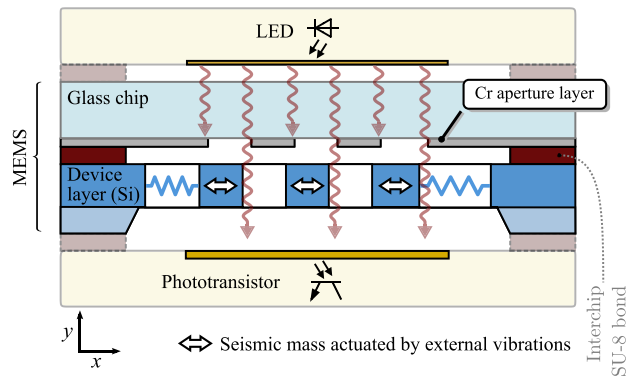 LED
Glass chip
Cr aperture layer
MEMS
Device
layer (Si)
Phototransistor
Interchip
SU-8 bond
y
x
Seismic mass actuated by external vibrations